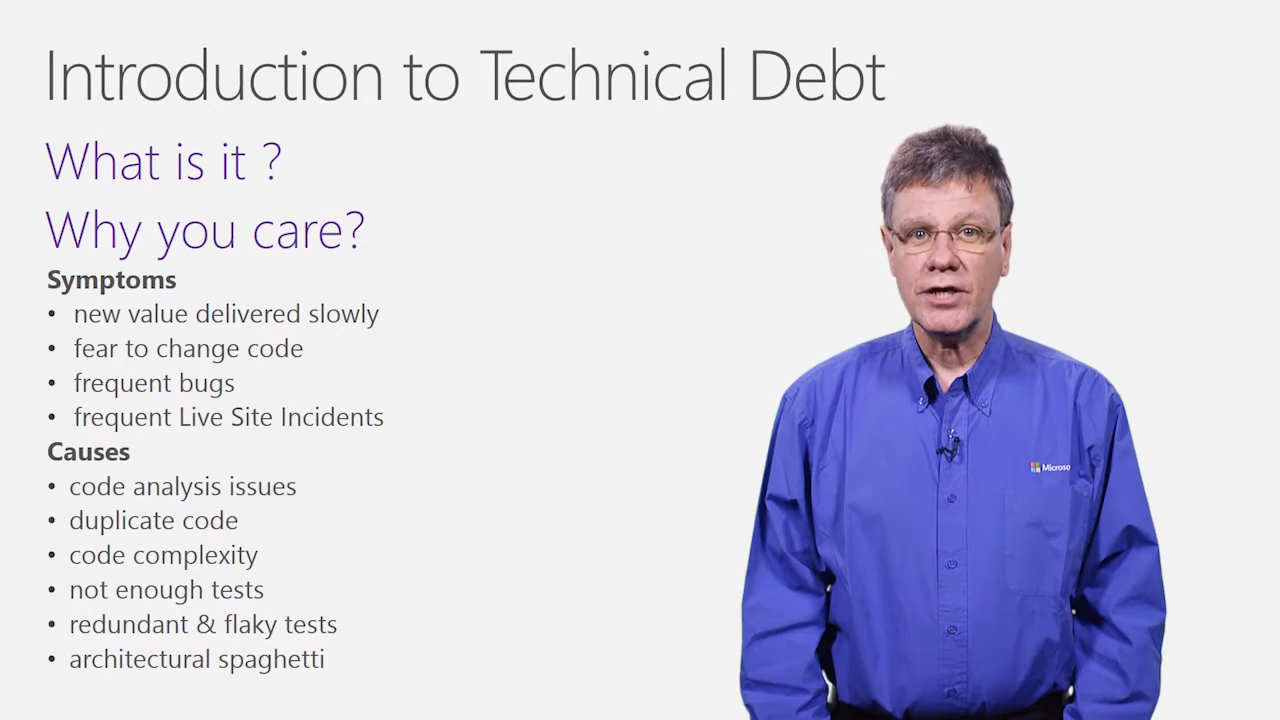 Introduction to Technical Debt
What is it ?
Why you care?
Symptoms
• new value delivered slowly
• fear to change code
• frequent bugs
• frequent Live Site Incidents
Causes
• code analysis issues
• duplicate code
• code complexity
• not enough tests
• redundant & flaky tests
• architectural spaghetti
Microso